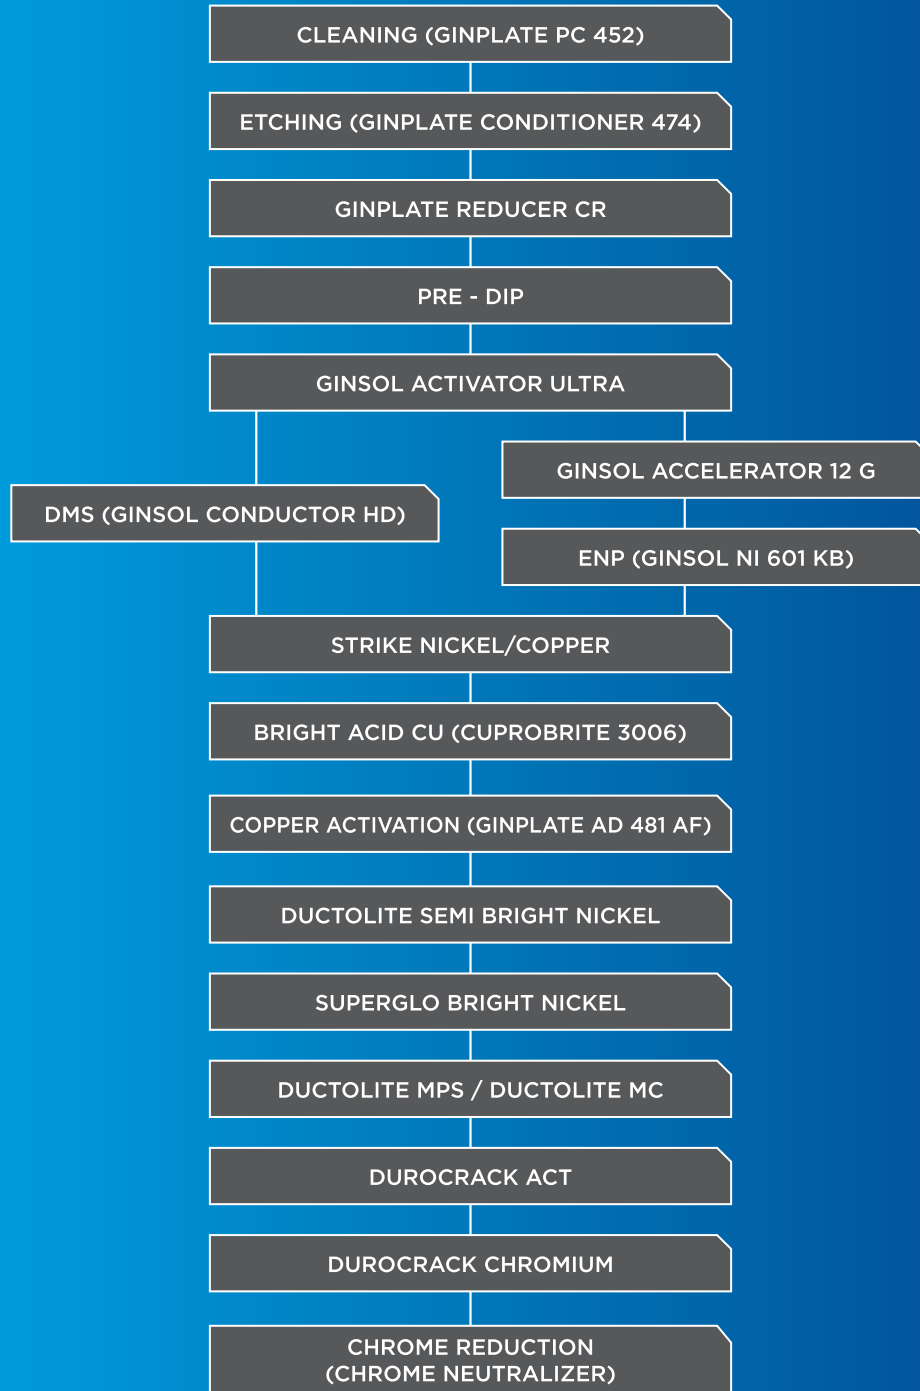 CLEANING (GINPLATE PC 452)
ETCHING (GINPLATE CONDITIONER 474)
GINPLATE REDUCER CR
PRE - DIP
GINSOL ACTIVATOR ULTRA
GINSOL ACCELERATOR 12 G
DMS (GINSOL CONDUCTOR HD)
ENP (GINSOL NI 601 KB)
STRIKE NICKEL/COPPER
BRIGHT ACID CU (CUPROBRITE 3006)
COPPER ACTIVATION (GINPLATE AD 481 AF)
DUCTOLITE SEMI BRIGHT NICKEL
SUPERGLO BRIGHT NICKEL
DUCTOLITE MPS / DUCTOLITE MC
DUROCRACK ACT
DUROCRACK CHROMIUM
CHROME REDUCTION
(CHROME NEUTRALIZER)